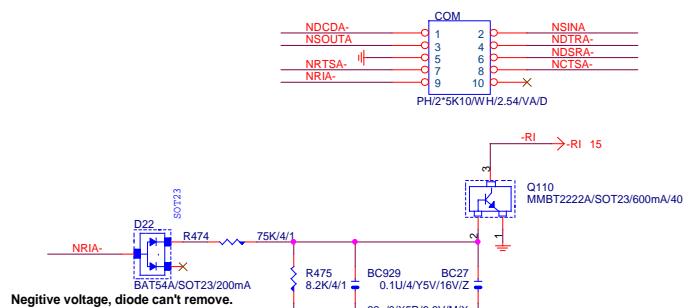 COM
NDCDA- 1 2 NSINA
NSOUTA 3 4 NDTRA-
5 6 NDSRA-
NRTSA- 7 8 NCTSA-
NRIA- 9 10
PH/2*5K10/WH/2.54/VA/D
-RI
-RI 15
3
Q110
MMBT2222A/SOT23/600mA/40
2
1
SOT23
D22
R474 75K/4/1
NRIA-
BAT54A/SOT23/200mA
R475
8.2K/4/1
BC929
0.1U/4/Y5V/16V/Z
BC27
Negitive voltage, diode can't remove.